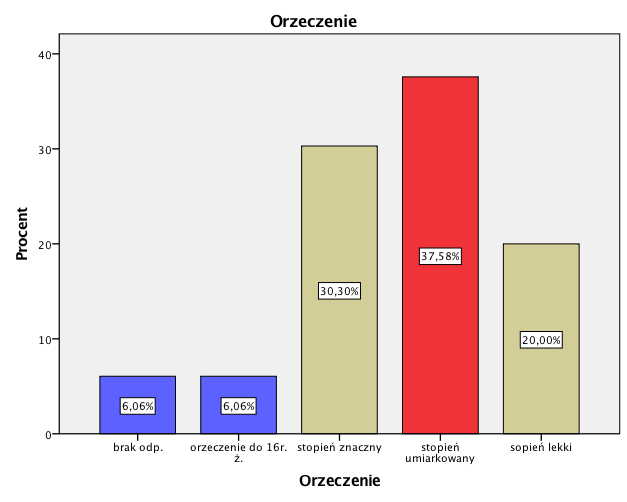 Orzeczenie
Procent
40
30
20
10
0
6,06%
6,06%
30,30%
37,58%
20,00%
brak odp.
orzeczenie do 16r.
ż.
stopień znaczny
stopień
umiarkowany
sopień lekki
Orzeczenie